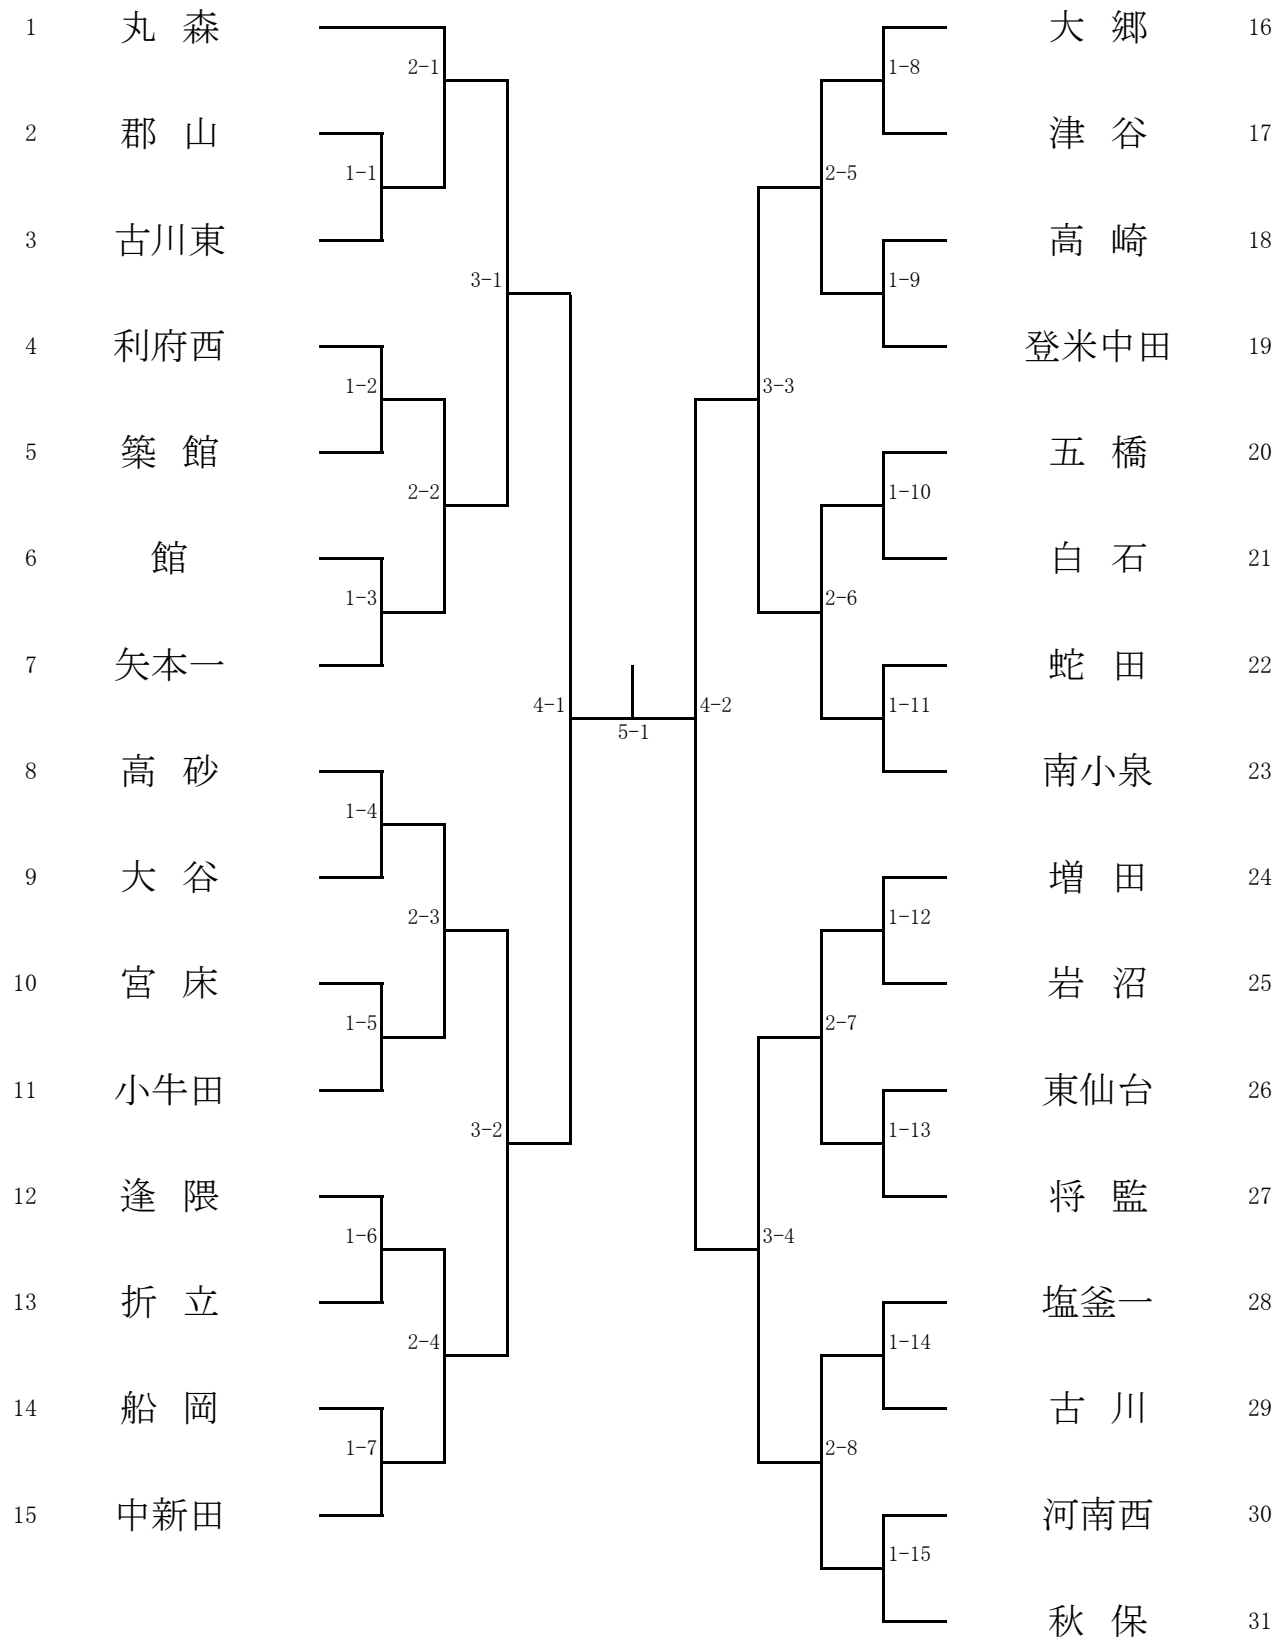 1 丸 森
2-1
2 郡 山
1-1
3 古川東
3-1
4 利府西
1-2
5 築 館
2-2
6 館
1-3
7 矢本一
4-1
8 高 砂
1-4
9 大 谷
2-3
10 宮 床
1-5
11 小牛田
3-2
12 逢 隈
1-6
13 折 立
2-4
14 船 岡
1-7
15 中新田
5-1
大 郷 16
1-8
津 谷 17
2-5
高 崎 18
1-9
登米中田 19
3-3
五 橋 20
1-10
白 石 21
2-6
蛇 田 22
1-11
4-2
南小泉 23
増 田 24
1-12
岩 沼 25
2-7
東仙台 26
1-13
将 監 27
3-4
塩釜一 28
1-14
古 川 29
2-8
河南西 30
1-15
秋 保 31